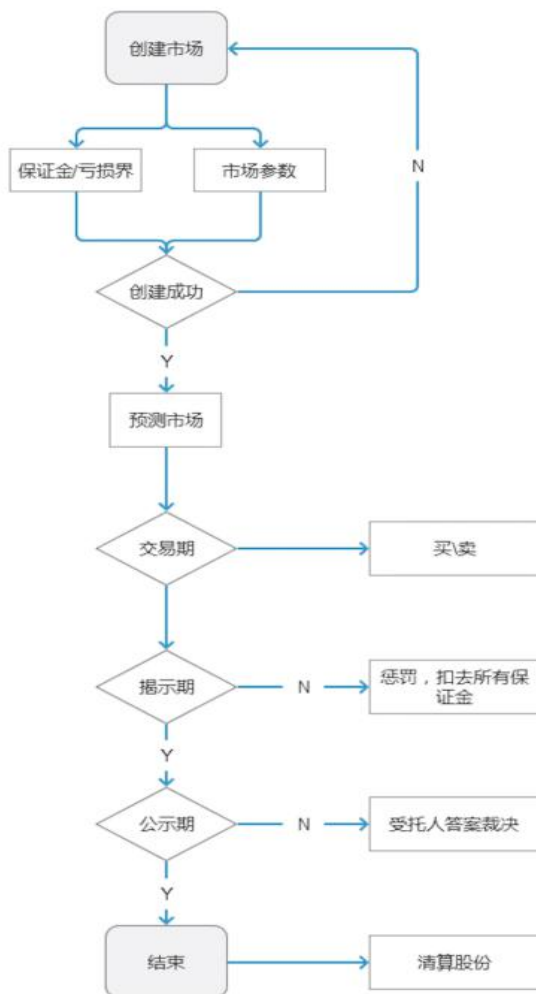 创建市场
保证金/亏损界
市场参数
N
创建成功
Y
预测市场
交易期
买\卖
揭示期
N
惩罚，扣去所有保
证金
Y
公示期
N
受托人答案裁决
Y
结束
清算股份